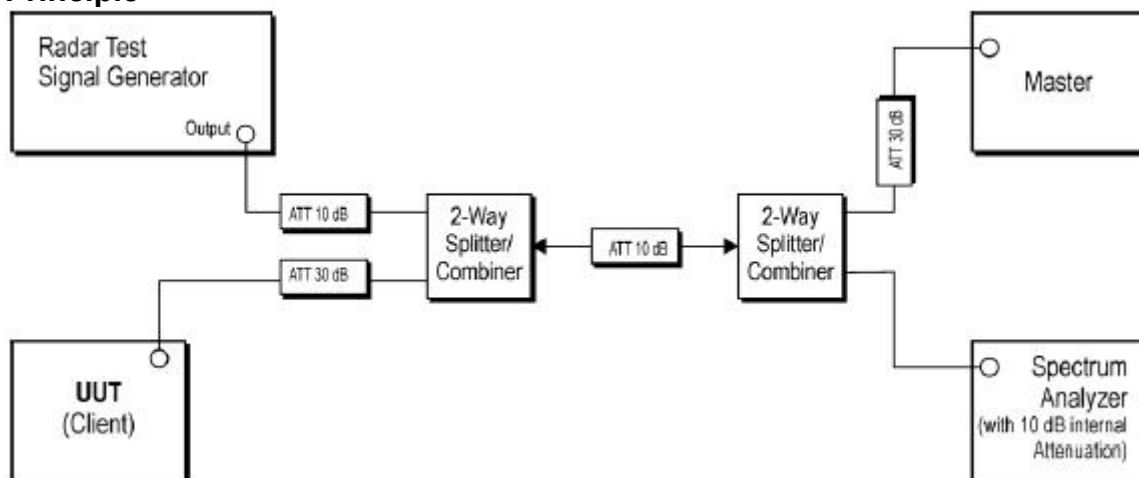 Principle
Radar Test
Signal Generator
Output
ATT 10 dB
ATT 30 dB
2-Way
Splitter/
Combiner
ATT 10 dB
2-Way
Splitter/
Combiner
ATT 30 dB
Master
UUT
(Client)
Spectrum
Analyzer
(with 10 dB internal
Attenuation)